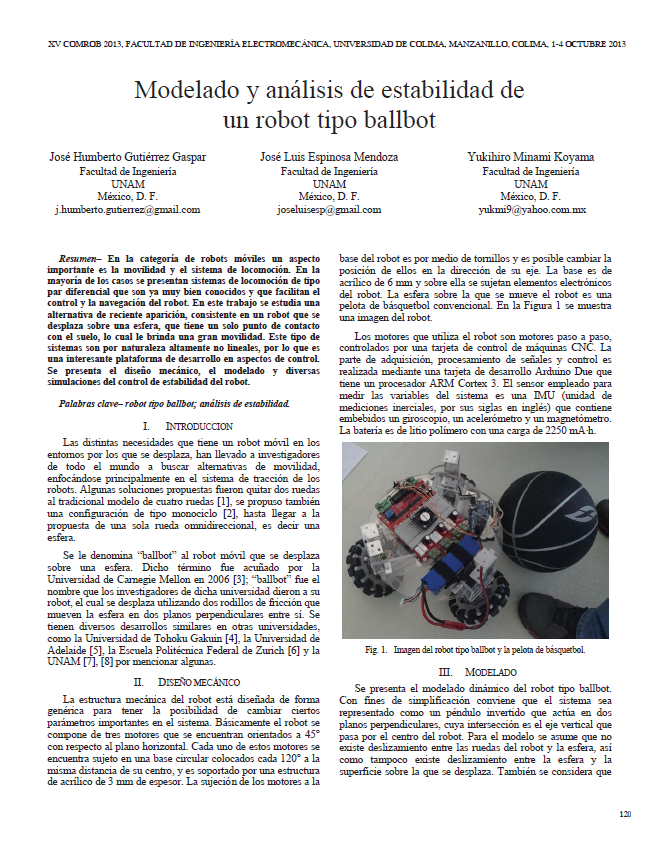 XV COMROB 2013, FACULTAD DE INGENIERÍA ELECTROMECÁNICA, UNIVERSIDAD DE COLIMA, MANZANILLO, COLIMA, 1-4 OCTUBRE 2013
Modelado y análisis de estabilidad de
un robot tipo ballbot
José Humberto Gutiérrez Gaspar
Facultad de Ingeniería
UNAM
México, D. F.
j.humberto.gutierrez@gmail.com
José Luis Espinosa Mendoza
Facultad de Ingeniería
UNAM
México, D. F.
joseluisesp@gmail.com
Yukihiro Minami Koyama
Facultad de Ingeniería
UNAM
México, D. F.
yukmi9@yahoo.com.mx
Resumen– En la categoría de robots móviles un aspecto
importante es la movilidad y el sistema de locomoción. En la
mayoría de los casos se presentan sistemas de locomoción de tipo
par diferencial que son ya muy bien conocidos y que facilitan el
control y la navegación del robot. En este trabajo se estudia una
alternativa de reciente aparición, consistente en un robot que se
desplaza sobre una esfera, que tiene un solo punto de contacto
con el suelo, lo cual le brinda una gran movilidad. Este tipo de
sistemas son por naturaleza altamente no lineales, por lo que es
una interesante plataforma de desarrollo en aspectos de control.
Se presenta el diseño mecánico, el modelado y diversas
simulaciones del control de estabilidad del robot.
Palabras clave– robot tipo ballbot; análisis de estabilidad.
I. INTRODUCCION
Las distintas necesidades que tiene un robot móvil en los
entornos por los que se desplaza, han llevado a investigadores
de todo el mundo a buscar alternativas de movilidad,
enfocándose principalmente en el sistema de tracción de los
robots. Algunas soluciones propuestas fueron quitar dos ruedas
al tradicional modelo de cuatro ruedas [1], se propuso también
una configuración de tipo monociclo [2], hasta llegar a la
propuesta de una sola rueda omnidireccional, es decir una
esfera.
Se le denomina “ballbot” al robot móvil que se desplaza
sobre una esfera. Dicho término fue acuñado por la
Universidad de Carnegie Mellon en 2006 [3]; “ballbot” fue el
nombre que los investigadores de dicha universidad dieron a su
robot, el cual se desplaza utilizando dos rodillos de fricción que
mueven la esfera en dos planos perpendiculares entre sí. Se
tienen diversos desarrollos similares en otras universidades,
como la Universidad de Tohoku Gakuin [4], la Universidad de
Adelaide [5], la Escuela Politécnica Federal de Zurich [6] y la
UNAM [7], [8] por mencionar algunas.
II. DISEÑO MECÁNICO
La estructura mecánica del robot está diseñada de forma
genérica para tener la posibilidad de cambiar ciertos
parámetros importantes en el sistema. Básicamente el robot se
compone de tres motores que se encuentran orientados a 45°
con respecto al plano horizontal. Cada uno de estos motores se
encuentra sujeto en una base circular colocados cada 120° a la
misma distancia de su centro, y es soportado por una estructura
de acrílico de 3 mm de espesor. La sujeción de los motores a la
base del robot es por medio de tornillos y es posible cambiar la
posición de ellos en la dirección de su eje. La base es de
acrílico de 6 mm y sobre ella se sujetan elementos electrónicos
del robot. La esfera sobre la que se mueve el robot es una
pelota de básquetbol convencional. En la Figura 1 se muestra
una imagen del robot.
Los motores que utiliza el robot son motores paso a paso,
controlados por una tarjeta de control de máquinas CNC. La
parte de adquisición, procesamiento de señales y control es
realizada mediante una tarjeta de desarrollo Arduino Due que
tiene un procesador ARM Cortex 3. El sensor empleado para
medir las variables del sistema es una IMU (unidad de
mediciones inerciales, por sus siglas en inglés) que contiene
embebidos un giroscopio, un acelerómetro y un magnetómetro.
La batería es de litio polímero con una carga de 2250 mA·h.
Fig. 1. Imagen del robot tipo ballbot y la pelota de básquetbol.
III. MODELADO
Se presenta el modelado dinámico del robot tipo ballbot.
Con fines de simplificación conviene que el sistema sea
representado como un péndulo invertido que actúa en dos
planos perpendiculares, cuya intersección es el eje vertical que
pasa por el centro del robot. Para el modelo se asume que no
existe deslizamiento entre las ruedas del robot y la esfera, así
como tampoco existe deslizamiento entre la esfera y la
superficie sobre la que se desplaza. También se considera que